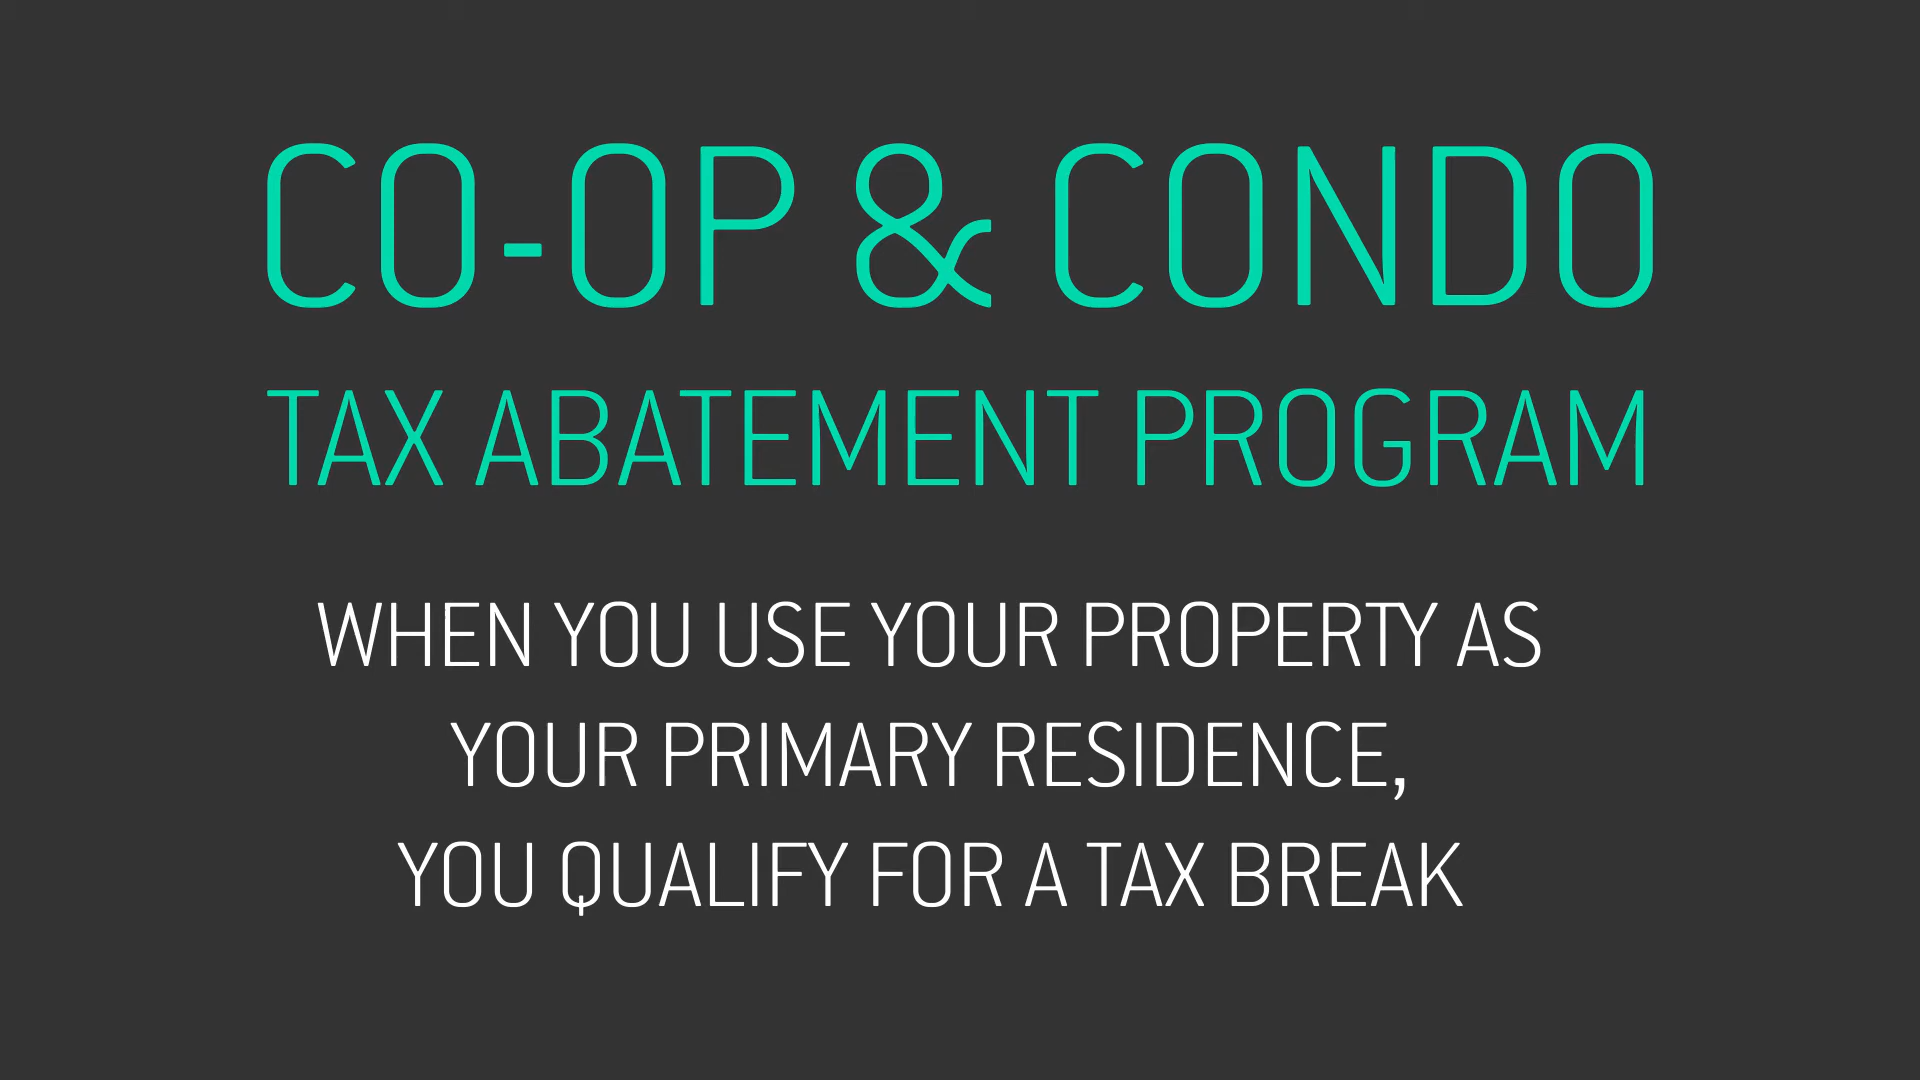 CO-OP & CONDO
TAX ABATEMENT PROGRAM
WHEN YOU USE YOUR PROPERTY AS
YOUR PRIMARY RESIDENCE,
YOU QUALIFY FOR A TAX BREAK